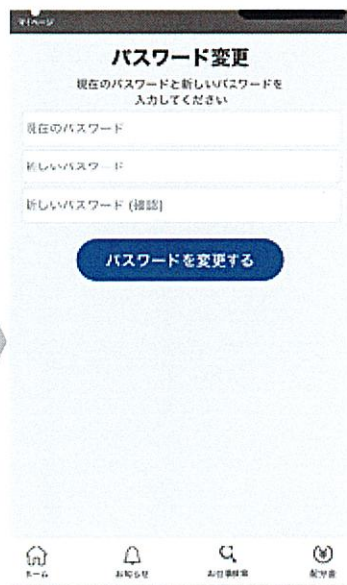 マイページ
パスワード変更
現在のパスワードと新しいパスワードを
入力してください
現在のパスワード
新しいパスワード
新しいパスワード (確認)
パスワードを変更する
ホーム
お知らせ
お仕事検索
配分金